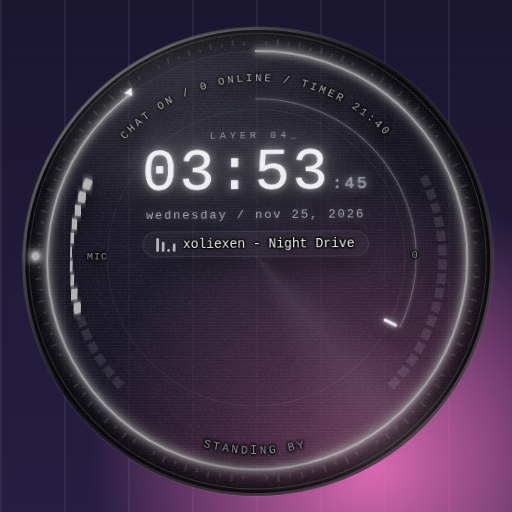 CHAT ON / 0 ONLINE / TIMER 21:40
LAYER 04_
03:53:45
wednesday / nov 25, 2026
xoliexen - Night Drive
MIC
0
STANDING BY